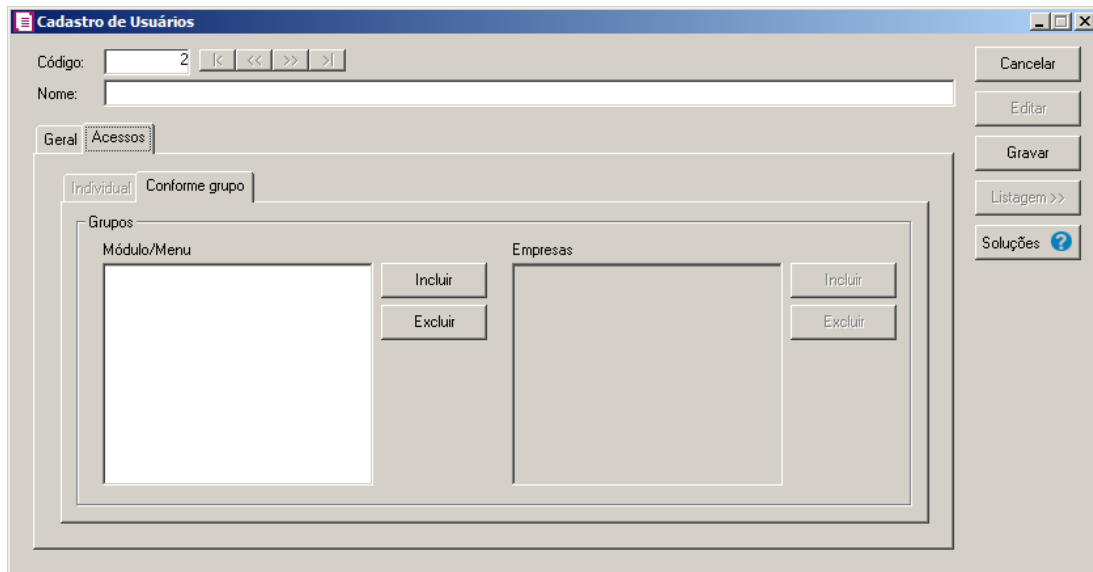 Cadastro de Usuários
Código: 2 |< << >> >|
Nome:
Cancelar
Editar
Gravar
Listagem >>
Soluções ?
Geral Acessos
Individual Conforme grupo
Grupos
Módulo/Menu Empresas
Incluir Incluir
Excluir Excluir